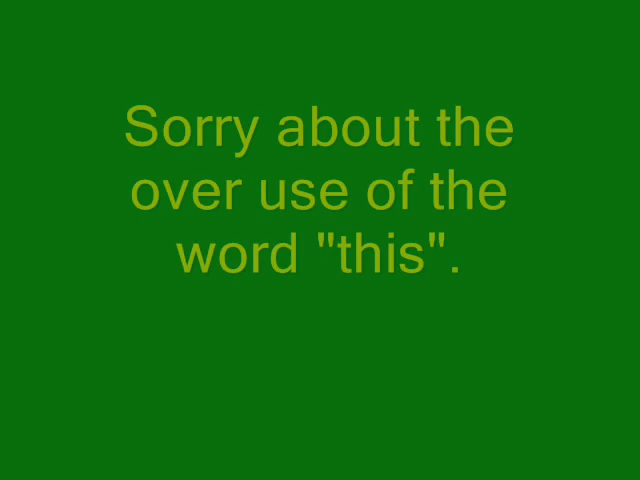 Sorry about the
over use of the
word "this".